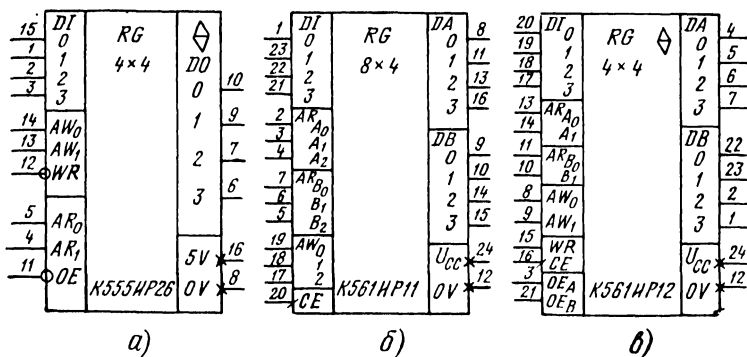 DI RG
15 0 4×4 DO
1 1 0 10
2 2 1 9
3 3 2 7
14 AW0 3 6
13 AW1
12 WR
5 AR0
4 AR1 5V 16
11 OE К555ИР26 0V 8
а)
DI RG DA
1 0 8×4 0 8
23 1 1 11
22 2 2 13
21 3 3 16
2 AR A0 DB
3 A1 0 9
4 A2 1 10
7 AR B0 2 14
6 B1 3 15
5 B2
19 AW0
18 1 UCC 24
17 2 0V 12
20 CE К561ИР11
б)
DI RG DA
20 0 4×4 0 4
19 1 1 5
18 2 2 6
17 3 3 7
13 AR A0 DB
14 A1 0 22
11 AR B0 1 23
10 B1 2 2
8 AW0 3 1
9 AW1
15 WR
16 CE UCC 24
3 OEA 0V 12
21 OEB К561ИР12
в)